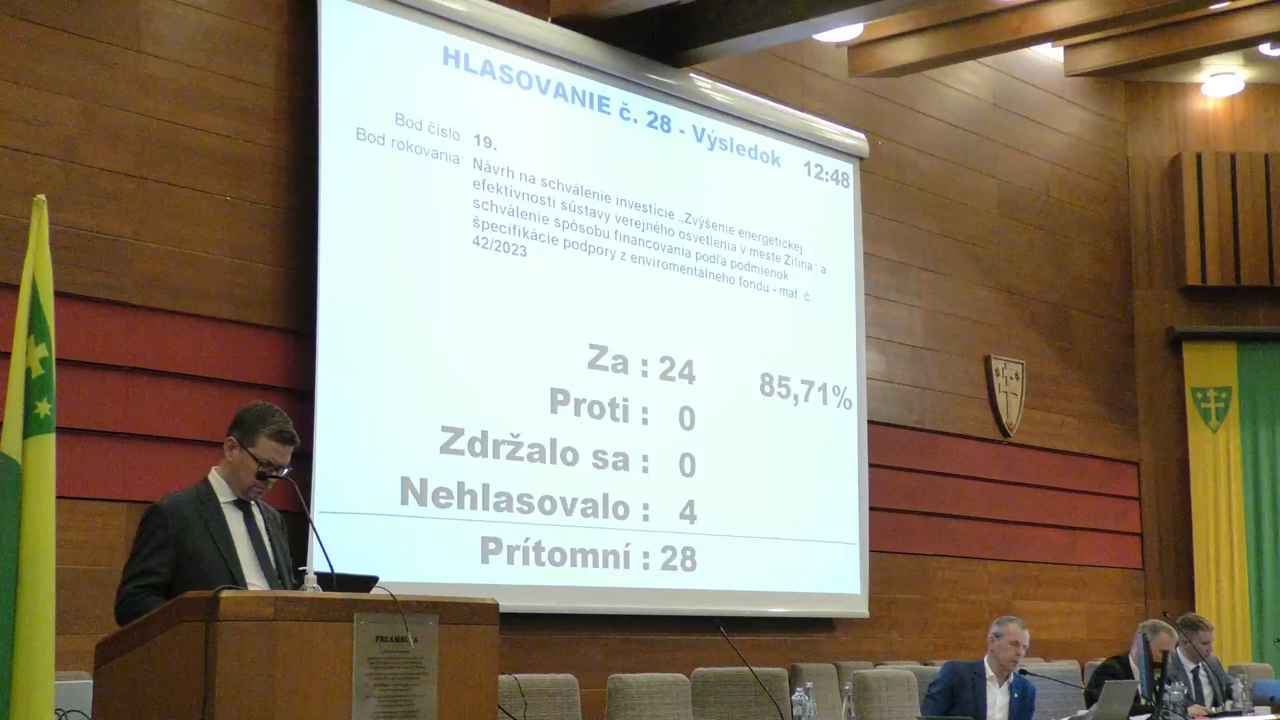 HLASOVANIE č. 28 - Výsledok
12:48
Bod číslo 19.
Bod rokovania: Návrh na schválenie investície „Zvýšenie energetickej
efektívnosti sústavy verejného osvetlenia v meste Žilina" a
schválenie spôsobu financovania podľa podmienok
špecifikácie podpory z enviromentálneho fondu - mat. č
42/2023
Za : 24 85,71%
Proti : 0
Zdržalo sa : 0
Nehlasovalo : 4
Prítomní : 28
PREAMBULA